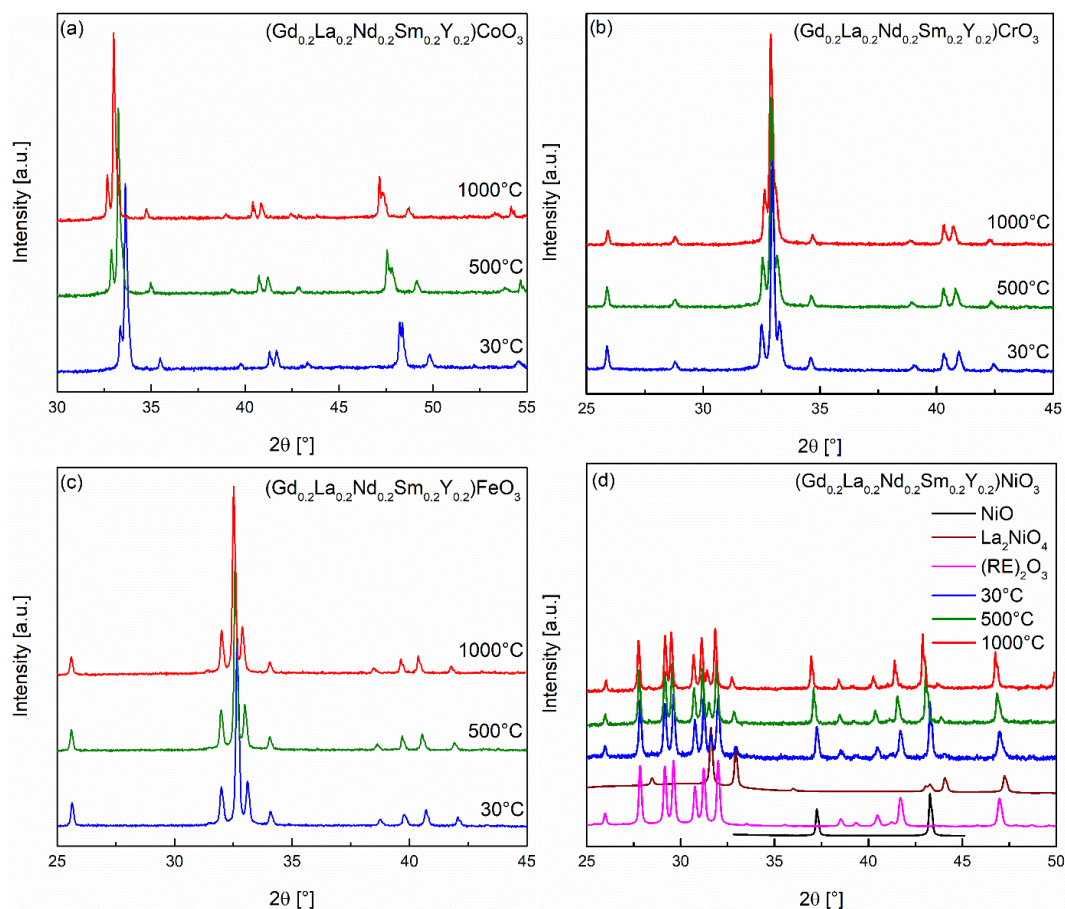 (a)
(Gd0.2La0.2Nd0.2Sm0.2Y0.2)CoO3
Intensity [a.u.]
1000°C
500°C
30°C
30 35 40 45 50 55
2θ [°]
(b)
(Gd0.2La0.2Nd0.2Sm0.2Y0.2)CrO3
Intensity [a.u.]
1000°C
500°C
30°C
25 30 35 40 45
2θ [°]
(c)
(Gd0.2La0.2Nd0.2Sm0.2Y0.2)FeO3
Intensity [a.u.]
1000°C
500°C
30°C
25 30 35 40 45
2θ [°]
(d)
(Gd0.2La0.2Nd0.2Sm0.2Y0.2)NiO3
Intensity [a.u.]
NiO
La2NiO4
(RE)2O3
30°C
500°C
1000°C
25 30 35 40 45 50
2θ [°]